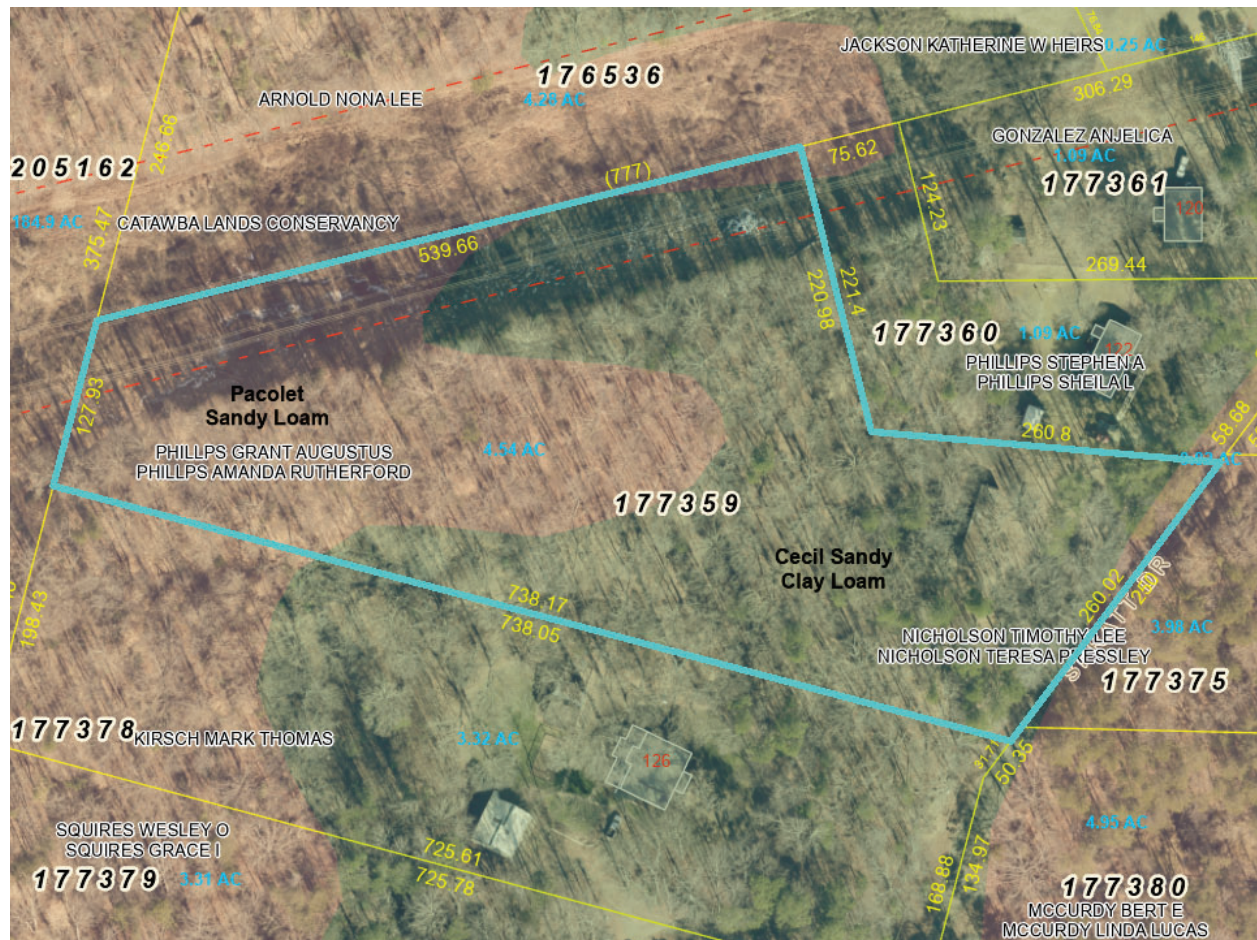 JACKSON KATHERINE W HEIRS
0.25 AC
76.84
176536
4.28 AC
ARNOLD NONA LEE
306.29
246.66
205162
184.9 AC
CATAWBA LANDS CONSERVANCY
375.47
(777)
539.66
75.62
GONZALEZ ANJELICA
1.09 AC
177361
120
124.23
269.44
220.98
221.4
177360
1.09 AC
122
PHILLIPS STEPHEN A
PHILLIPS SHEILA L
127.93
Pacolet
Sandy Loam
PHILLPS GRANT AUGUSTUS
PHILLPS AMANDA RUTHERFORD
4.54 AC
260.8
58.68
177359
Cecil Sandy
Clay Loam
738.17
738.05
198.43
260.02
NICHOLSON TIMOTHY LEE
NICHOLSON TERESA PRESSLEY
3.98 AC
177375
177378
KIRSCH MARK THOMAS
3.32 AC
126
50.35
SQUIRES WESLEY O
SQUIRES GRACE I
177379
3.31 AC
725.61
725.78
168.88
134.97
4.95 AC
177380
MCCURDY BERT E
MCCURDY LINDA LUCAS